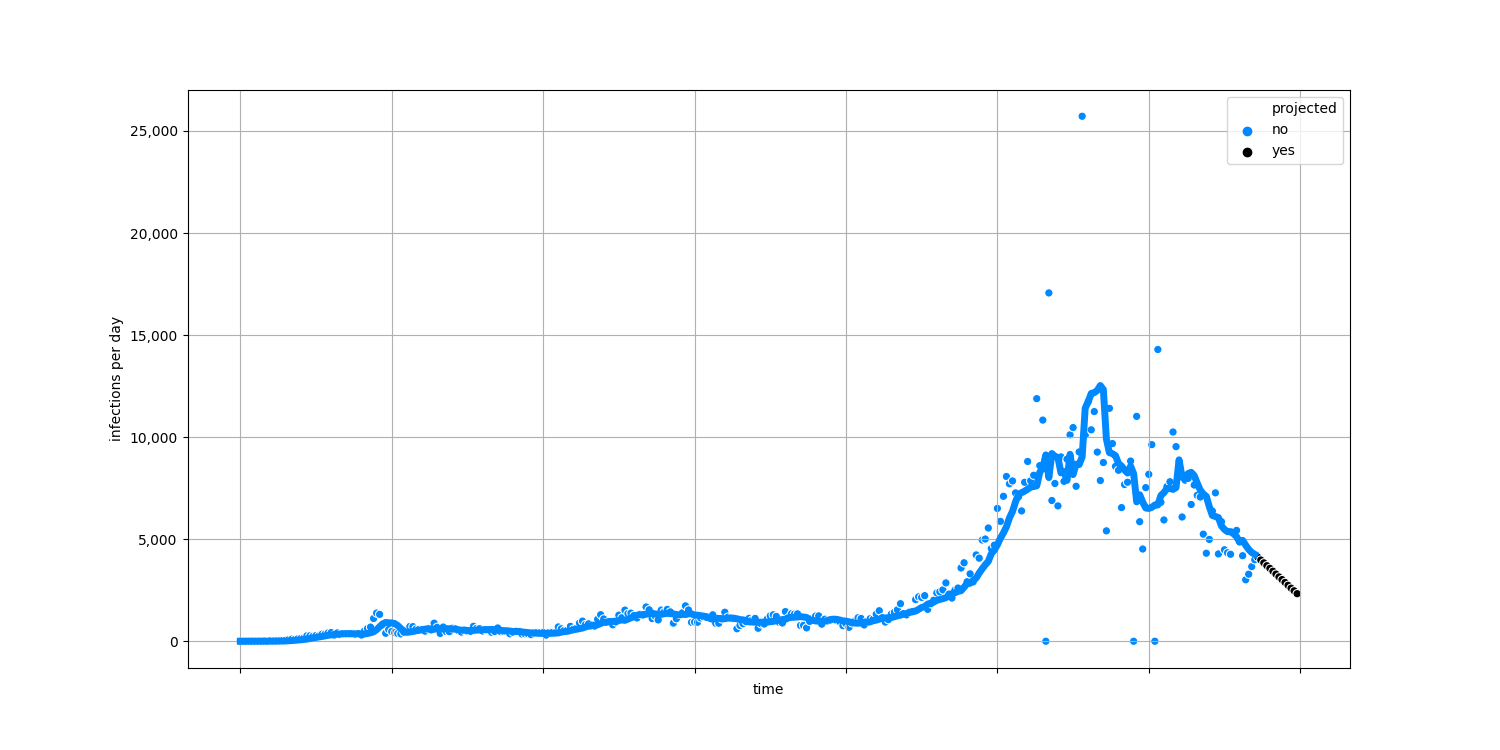 projected
no
yes
25,000
20,000
15,000
10,000
5,000
0
infections per day
time